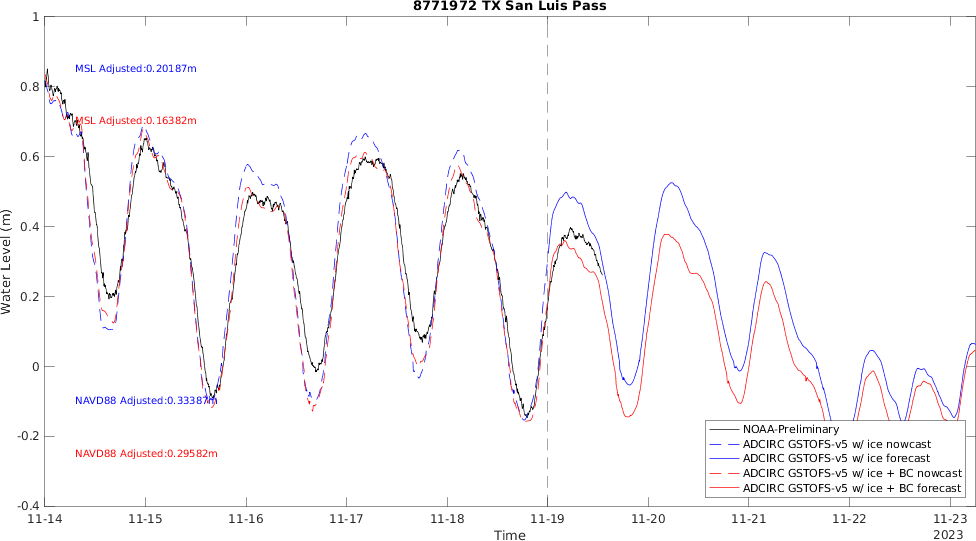 8771972 TX San Luis Pass
1
0.8
0.6
0.4
0.2
0
-0.2
-0.4
Water Level (m)
MSL Adjusted:0.20187m
MSL Adjusted:0.16382m
NAVD88 Adjusted:0.33387m
NAVD88 Adjusted:0.29582m
NOAA-Preliminary
ADCIRC GSTOFS-v5 w/ ice nowcast
ADCIRC GSTOFS-v5 w/ ice forecast
ADCIRC GSTOFS-v5 w/ ice + BC nowcast
ADCIRC GSTOFS-v5 w/ ice + BC forecast
11-14 11-15 11-16 11-17 11-18 11-19 11-20 11-21 11-22 11-23
2023
Time